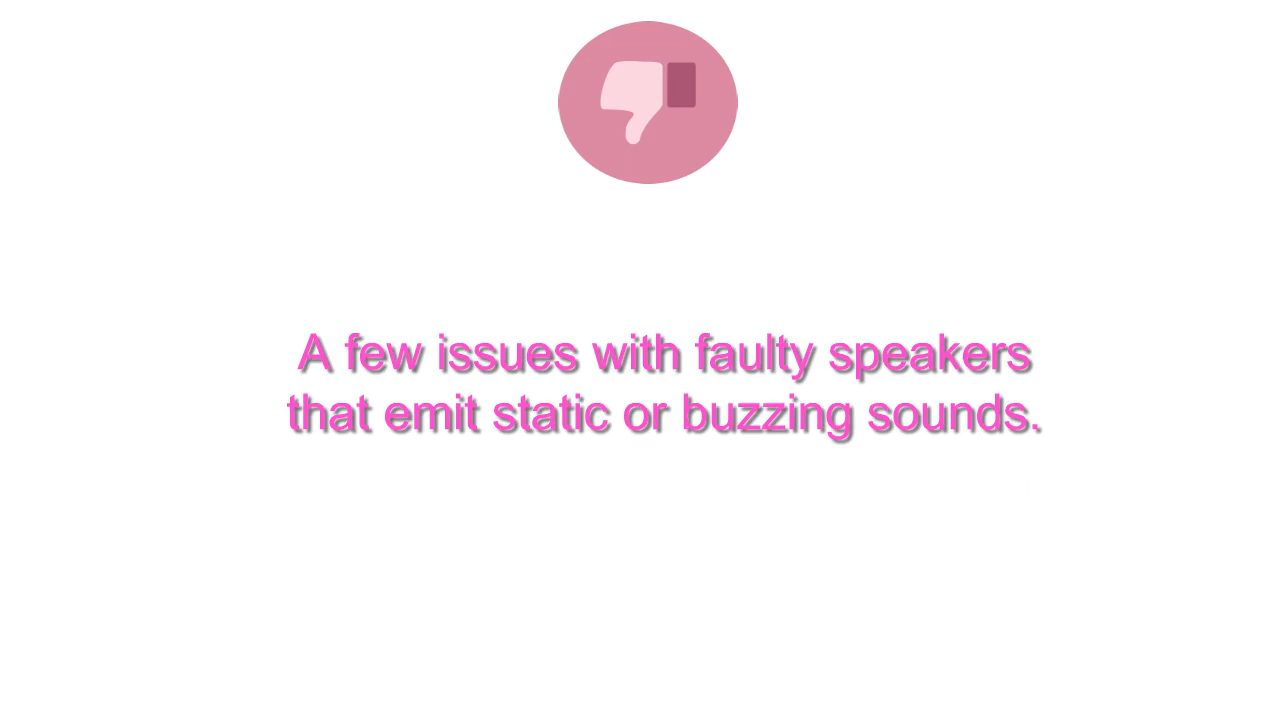 A few issues with faulty speakers
that emit static or buzzing sounds.